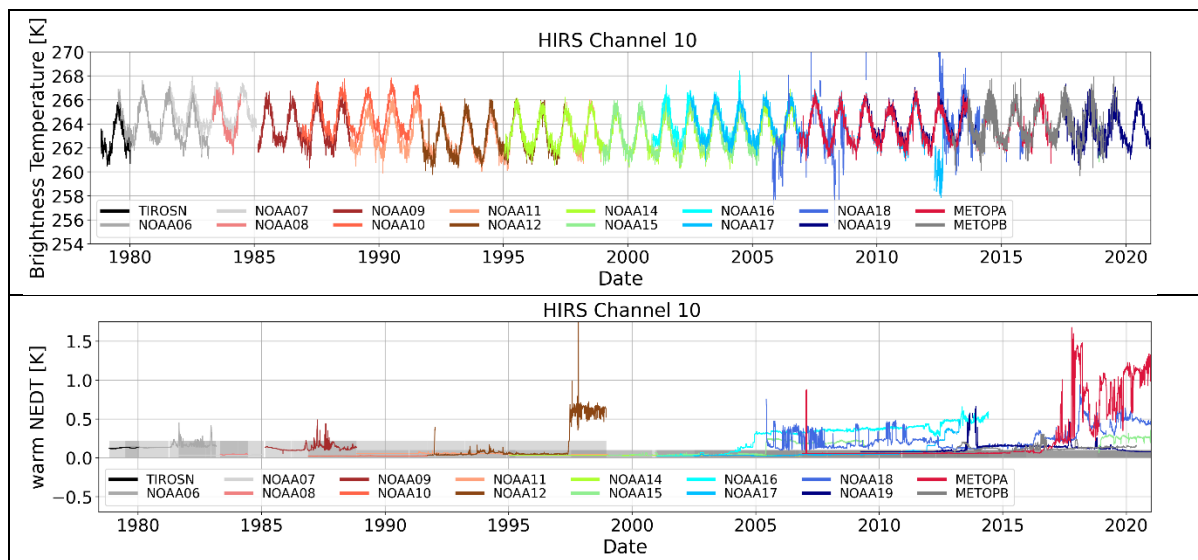 HIRS Channel 10
Brightness Temperature [K]
270
268
266
264
262
260
258
256
254
TIROSN NOAA07 NOAA09 NOAA11 NOAA14 NOAA16 NOAA18 METOPA
NOAA06 NOAA08 NOAA10 NOAA12 NOAA15 NOAA17 NOAA19 METOPB
1980 1985 1990 1995 2000 2005 2010 2015 2020
Date
HIRS Channel 10
warm NEDT [K]
1.5
1.0
0.5
0.0
−0.5
TIROSN NOAA07 NOAA09 NOAA11 NOAA14 NOAA16 NOAA18 METOPA
NOAA06 NOAA08 NOAA10 NOAA12 NOAA15 NOAA17 NOAA19 METOPB
1980 1985 1990 1995 2000 2005 2010 2015 2020
Date